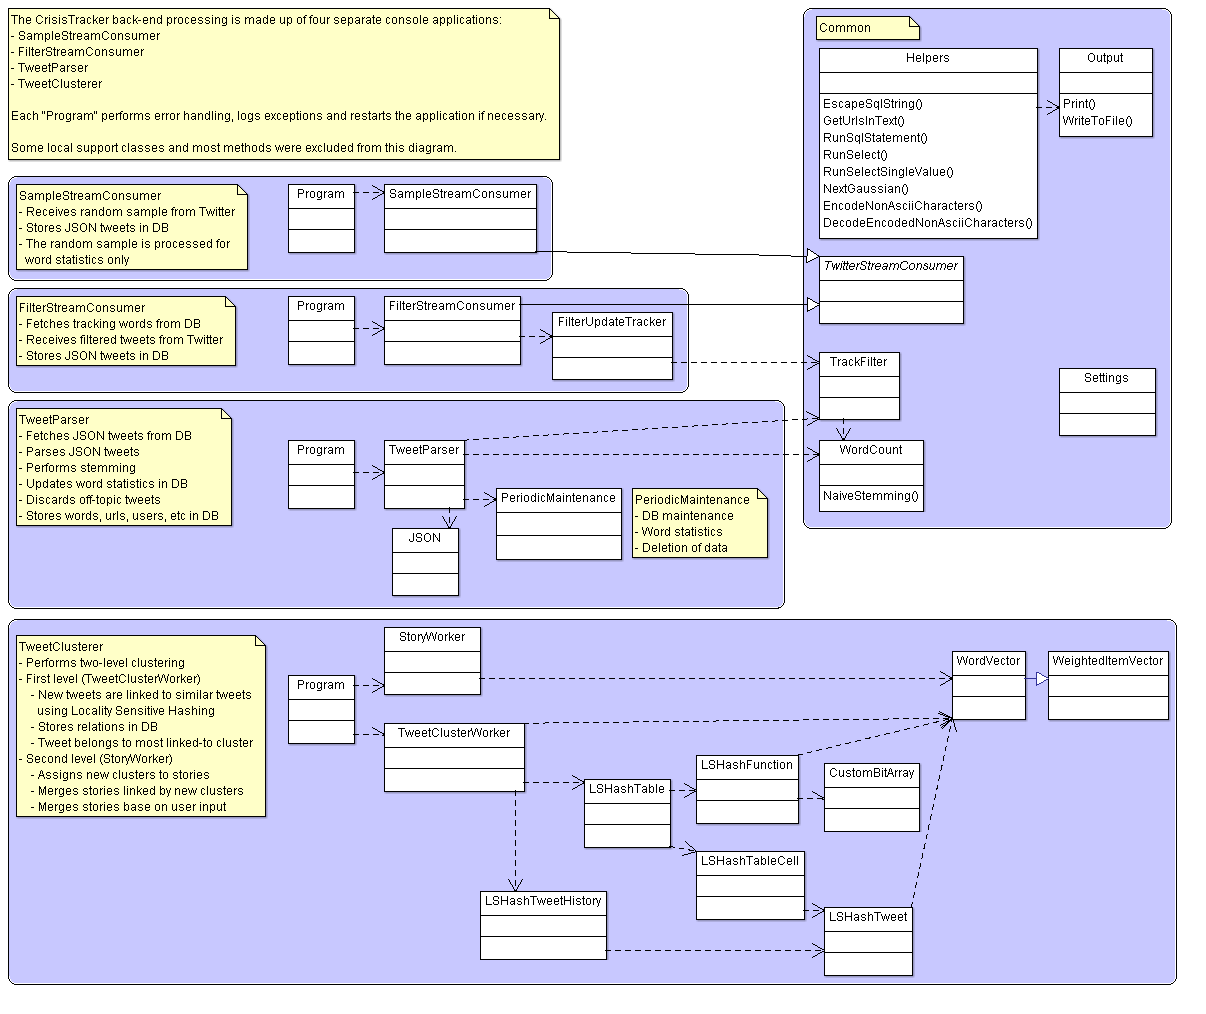 The CrisisTracker back-end processing is made up of four separate console applications:
- SampleStreamConsumer
- FilterStreamConsumer
- TweetParser
- TweetClusterer
Each "Program" performs error handling, logs exceptions and restarts the application if necessary.
Some local support classes and most methods were excluded from this diagram.
Common
Helpers
EscapeSqlString()
GetUrlsInText()
RunSqlStatement()
RunSelect()
RunSelectSingleValue()
NextGaussian()
EncodeNonAsciiCharacters()
DecodeEncodedNonAsciiCharacters()
Output
Print()
WriteToFile()
SampleStreamConsumer
- Receives random sample from Twitter
- Stores JSON tweets in DB
- The random sample is processed for
word statistics only
Program
SampleStreamConsumer
TwitterStreamConsumer
FilterStreamConsumer
- Fetches tracking words from DB
- Receives filtered tweets from Twitter
- Stores JSON tweets in DB
Program
FilterStreamConsumer
FilterUpdateTracker
TrackFilter
Settings
TweetParser
- Fetches JSON tweets from DB
- Parses JSON tweets
- Performs stemming
- Updates word statistics in DB
- Discards off-topic tweets
- Stores words, urls, users, etc in DB
Program
TweetParser
WordCount
NaiveStemming()
PeriodicMaintenance
PeriodicMaintenance
- DB maintenance
- Word statistics
- Deletion of data
JSON
TweetClusterer
- Performs two-level clustering
- First level (TweetClusterWorker)
- New tweets are linked to similar tweets
using Locality Sensitive Hashing
- Stores relations in DB
- Tweet belongs to most linked-to cluster
- Second level (StoryWorker)
- Assigns new clusters to stories
- Merges stories linked by new clusters
- Merges stories base on user input
Program
StoryWorker
WordVector
WeightedItemVector
TweetClusterWorker
LSHashTable
LSHashFunction
CustomBitArray
LSHashTableCell
LSHashTweetHistory
LSHashTweet